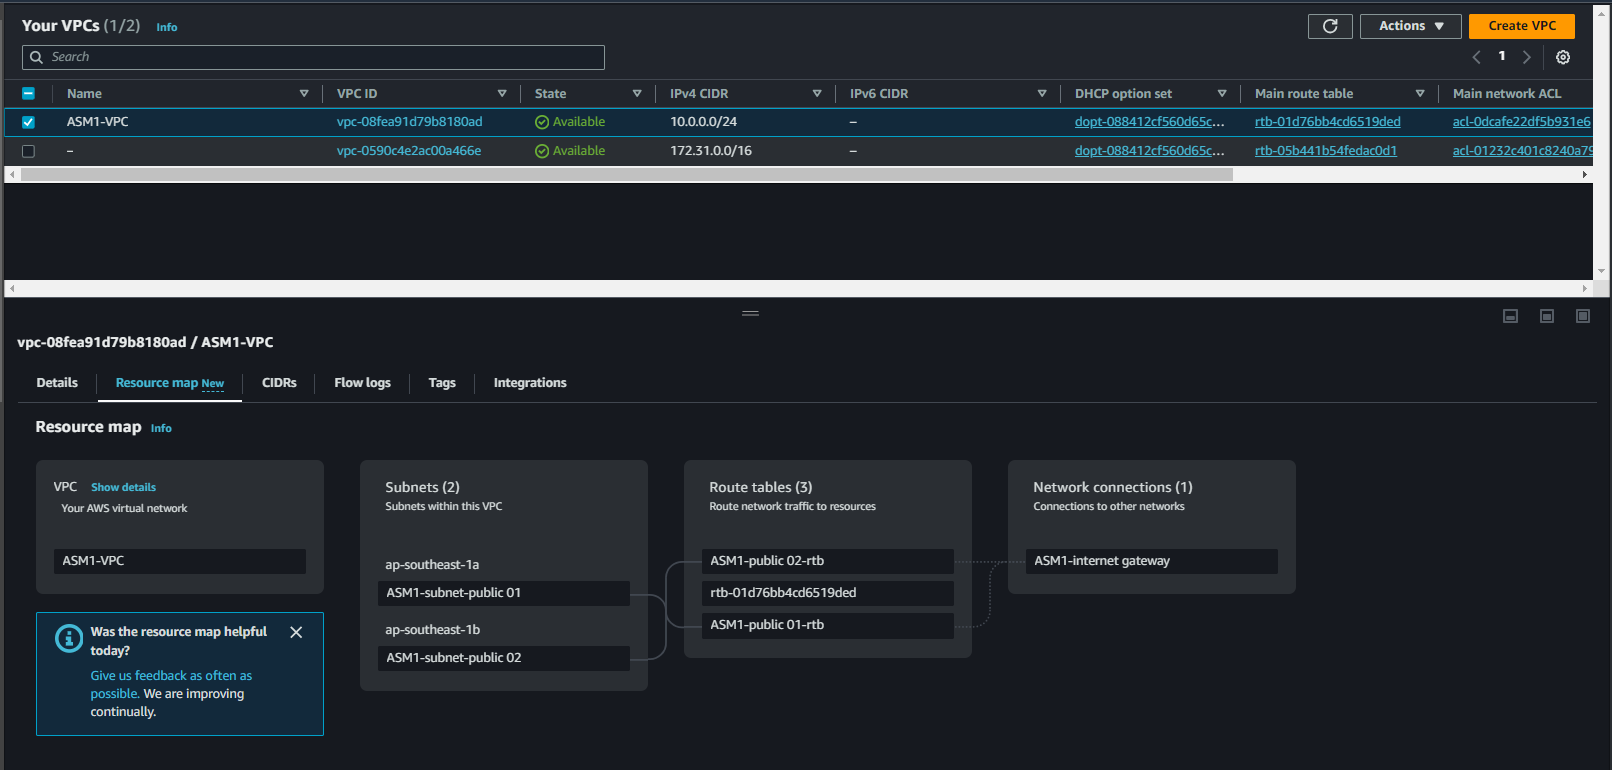 Your VPCs (1/2) Info
Actions
Create VPC
Search
1
Name VPC ID State IPv4 CIDR IPv6 CIDR DHCP option set Main route table Main network ACL
ASM1-VPC vpc-08fea91d79b8180ad Available 10.0.0.0/24 – dopt-088412cf560d65c... rtb-01d76bb4cd6519ded acl-0dcafe22df5b931e6
– vpc-0590c4e2ac00a466e Available 172.31.0.0/16 – dopt-088412cf560d65c... rtb-05b441b54fedac0d1 acl-01232c401c8240a79
vpc-08fea91d79b8180ad / ASM1-VPC
Details Resource map New CIDRs Flow logs Tags Integrations
Resource map Info
VPC Show details
Your AWS virtual network
ASM1-VPC
Was the resource map helpful
today?
Give us feedback as often as
possible. We are improving
continually.
Subnets (2)
Subnets within this VPC
ap-southeast-1a
ASM1-subnet-public 01
ap-southeast-1b
ASM1-subnet-public 02
Route tables (3)
Route network traffic to resources
ASM1-public 02-rtb
rtb-01d76bb4cd6519ded
ASM1-public 01-rtb
Network connections (1)
Connections to other networks
ASM1-internet gateway